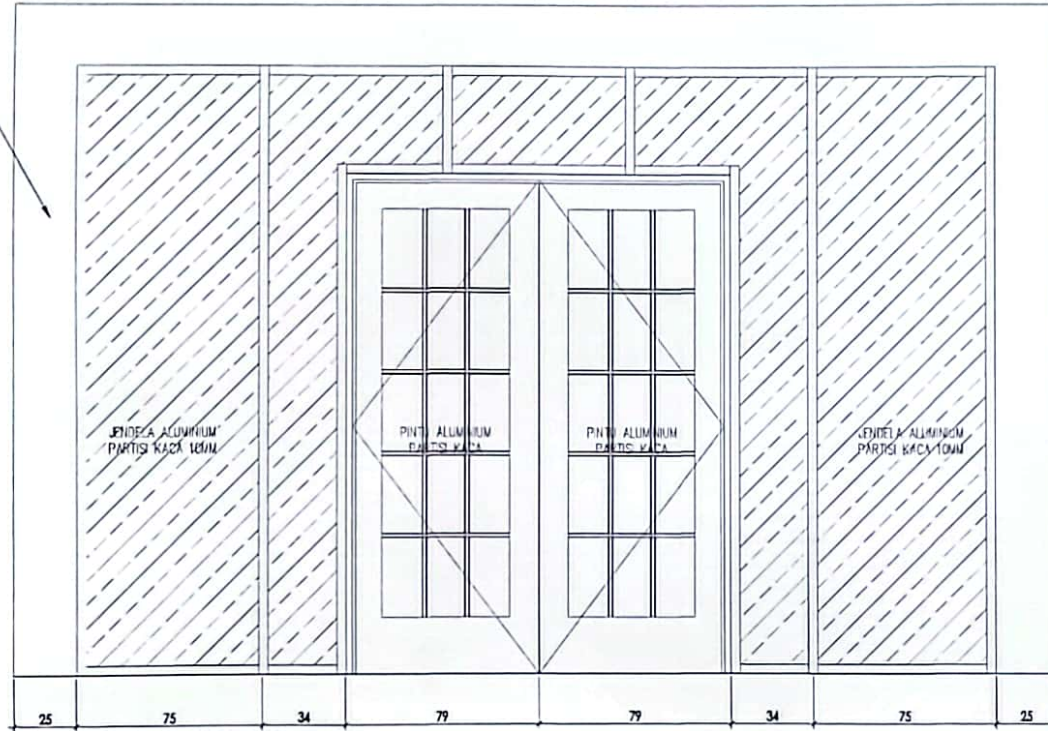 JENDELA ALUMINIUM
PARTISI KACA 10MM
PINTU ALUMINIUM
PARTISI KACA
PINTU ALUMINIUM
PARTISI KACA
JENDELA ALUMINIUM
PARTISI KACA 10MM
25 75 34 79 79 34 75 25